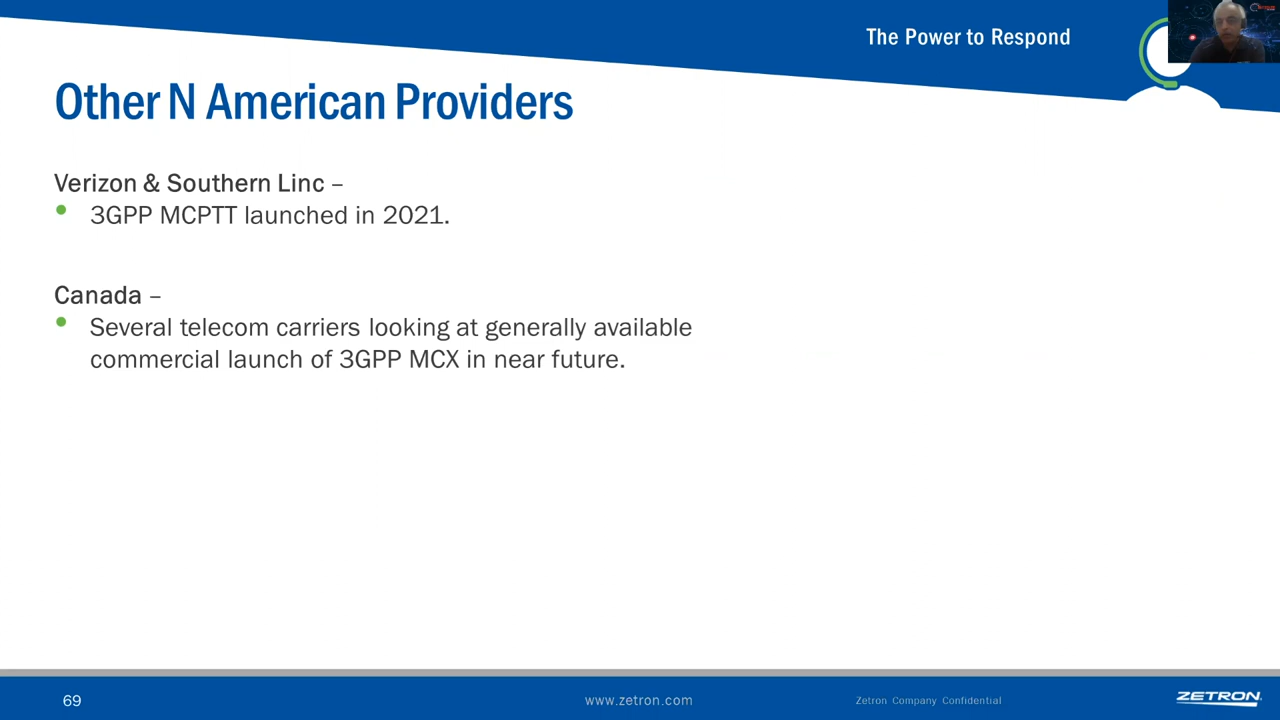 The Power to Respond
Other N American Providers
Verizon & Southern Linc –
• 3GPP MCPTT launched in 2021.
Canada –
• Several telecom carriers looking at generally available
commercial launch of 3GPP MCX in near future.
69
www.zetron.com
Zetron Company Confidential
ZETRON